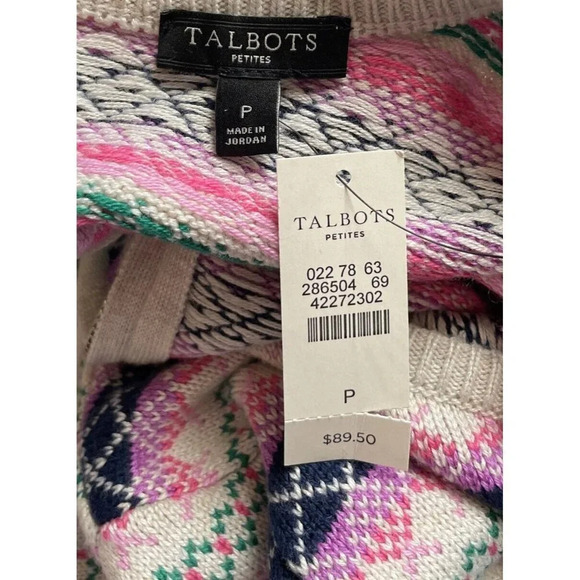 TALBOTS
PETITES
P
MADE IN
JORDAN
TALBOTS
PETITES
022 78 63
286504 69
42272302
P
$89.50